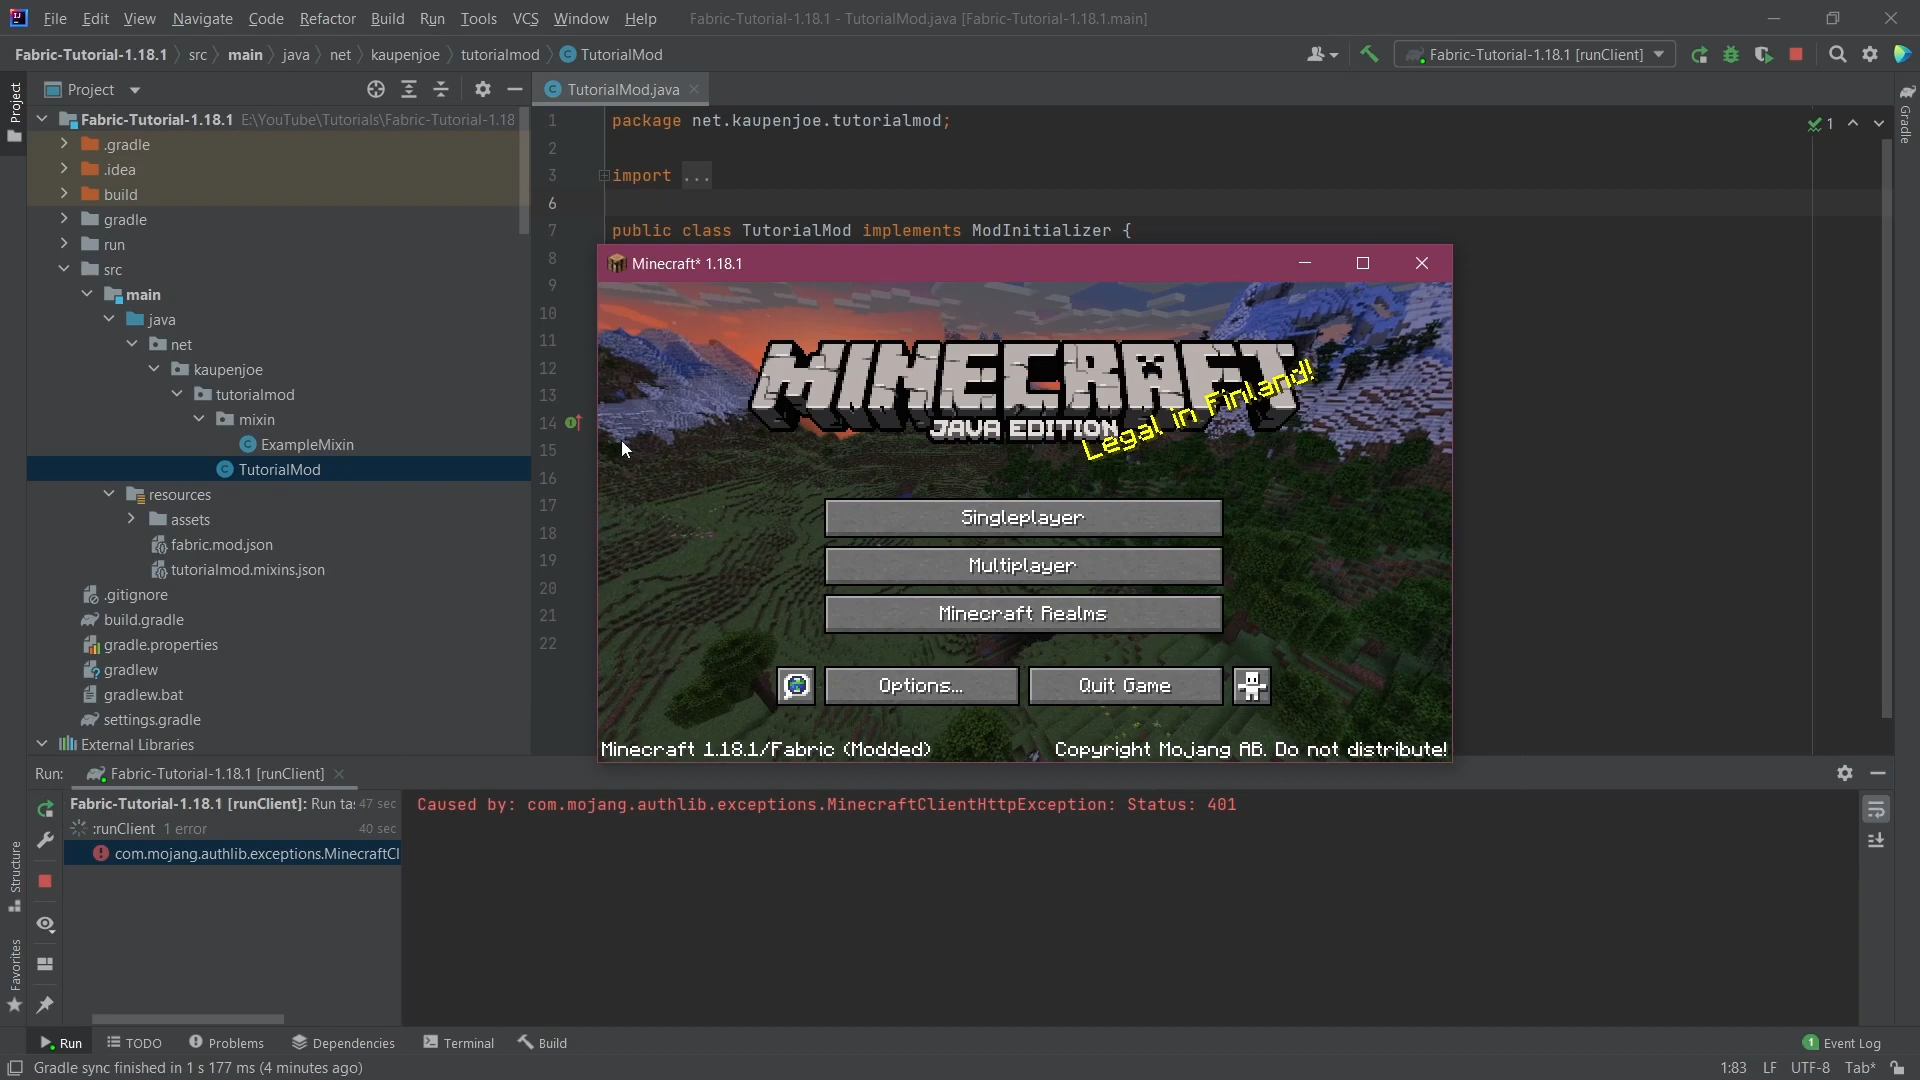 File Edit View Navigate Code Refactor Build Run Tools VCS Window Help Fabric-Tutorial-1.18.1 - TutorialMod.java [Fabric-Tutorial-1.18.1.main]
Fabric-Tutorial-1.18.1 src main java net kaupenjoe tutorialmod TutorialMod Fabric-Tutorial-1.18.1 [runClient]
Project
Project
TutorialMod.java
Gradle
Fabric-Tutorial-1.18.1 E:\YouTube\Tutorials\Fabric-Tutorial-1.18
.gradle
.idea
build
gradle
run
src
main
java
net
kaupenjoe
tutorialmod
mixin
ExampleMixin
TutorialMod
resources
assets
fabric.mod.json
tutorialmod.mixins.json
.gitignore
build.gradle
gradle.properties
gradlew
gradlew.bat
settings.gradle
External Libraries
1 package net.kaupenjoe.tutorialmod;
1
2
3 import ...
6
7 public class TutorialMod implements ModInitializer {
8
9
10
11
12
13
14
15
16
17
18
19
20
21
22
Minecraft* 1.18.1
MINECRAFT
JAVA EDITION
Legal in Finland!
Singleplayer
Multiplayer
Minecraft Realms
Options...
Quit Game
Minecraft 1.18.1/Fabric (Modded)
Copyright Mojang AB. Do not distribute!
Run: Fabric-Tutorial-1.18.1 [runClient]
Fabric-Tutorial-1.18.1 [runClient]: Run ta 47 sec
:runClient 1 error 40 sec
com.mojang.authlib.exceptions.MinecraftCl
Caused by: com.mojang.authlib.exceptions.MinecraftClientHttpException: Status: 401
Structure
Favorites
Run TODO Problems Dependencies Terminal Build
1 Event Log
Gradle sync finished in 1 s 177 ms (4 minutes ago)
1:83 LF UTF-8 Tab*